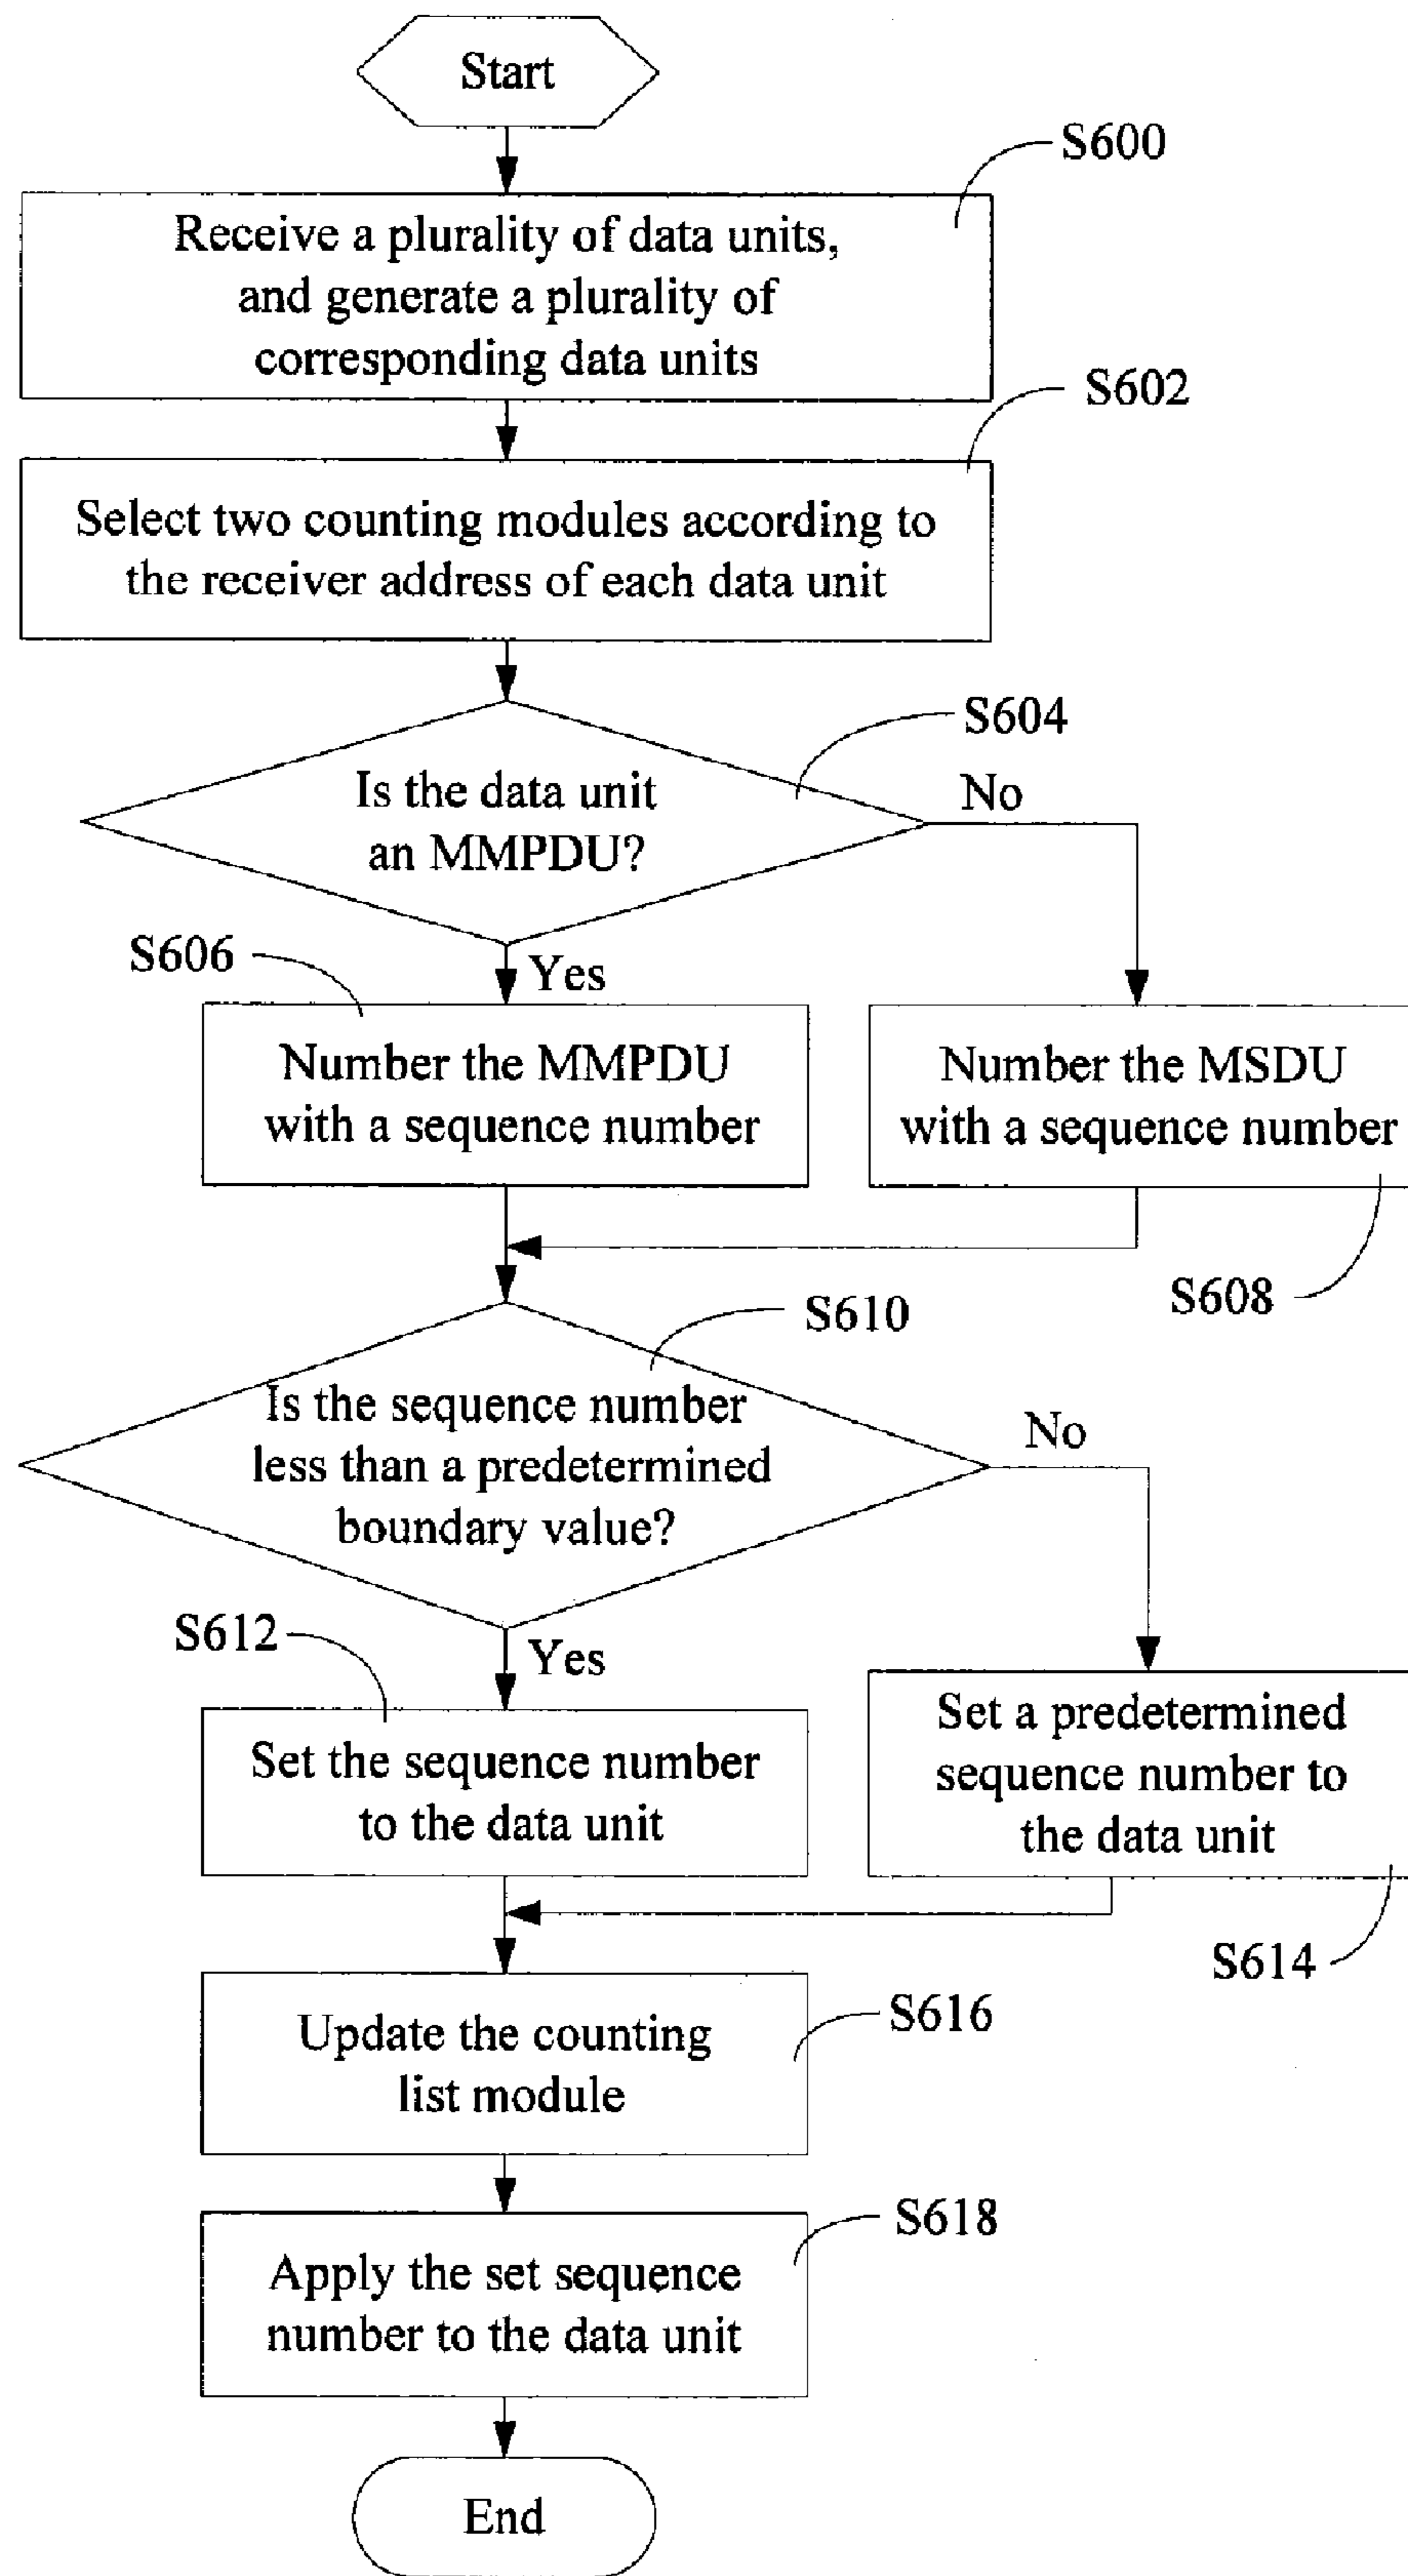 Start
S600
Receive a plurality of data units,
and generate a plurality of
corresponding data units
S602
Select two counting modules according to
the receiver address of each data unit
S604
Is the data unit
an MMPDU?
No
S606
Yes
Number the MMPDU
with a sequence number
Number the MSDU
with a sequence number
S608
S610
Is the sequence number
less than a predetermined
boundary value?
No
S612
Yes
Set the sequence number
to the data unit
Set a predetermined
sequence number to
the data unit
S614
Update the counting
list module
S616
S618
Apply the set sequence
number to the data unit
End